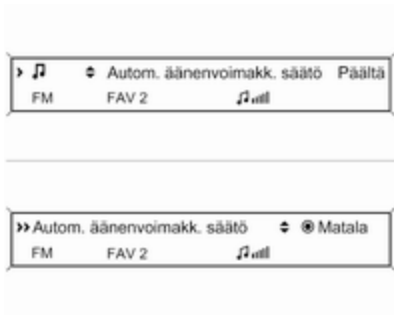 Autom. äänenvoimakk. säätö Päältä
FM FAV 2
Autom. äänenvoimakk. säätö Matala
FM FAV 2